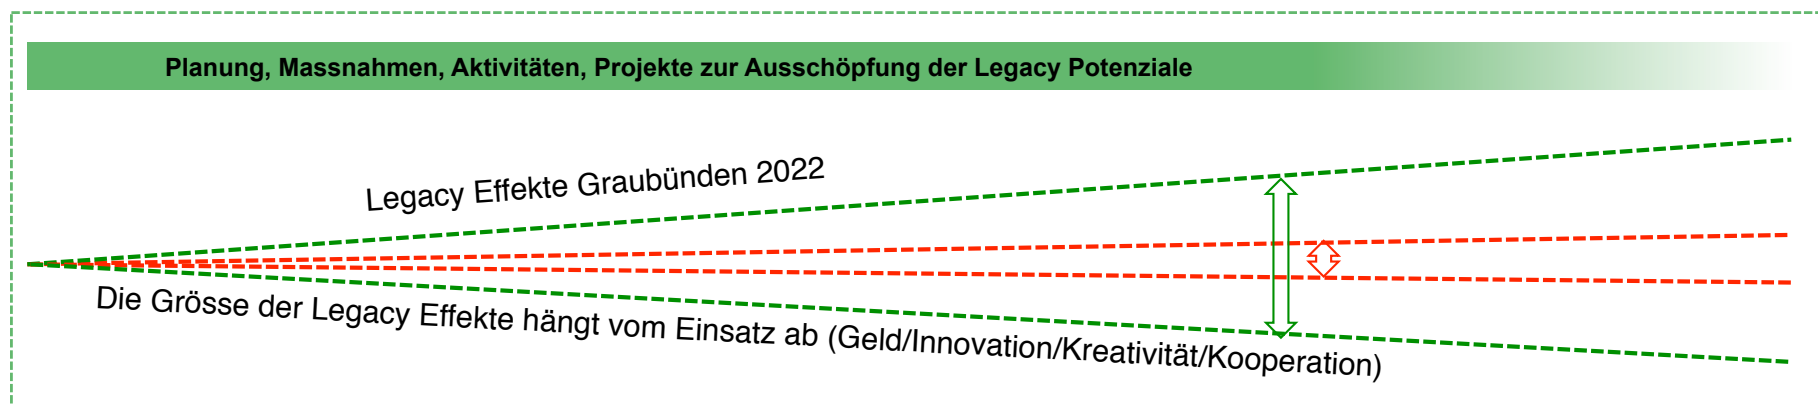 Planung, Massnahmen, Aktivitäten, Projekte zur Ausschöpfung der Legacy Potenziale
Legacy Effekte Graubünden 2022
Die Grösse der Legacy Effekte hängt vom Einsatz ab (Geld/Innovation/Kreativität/Kooperation)